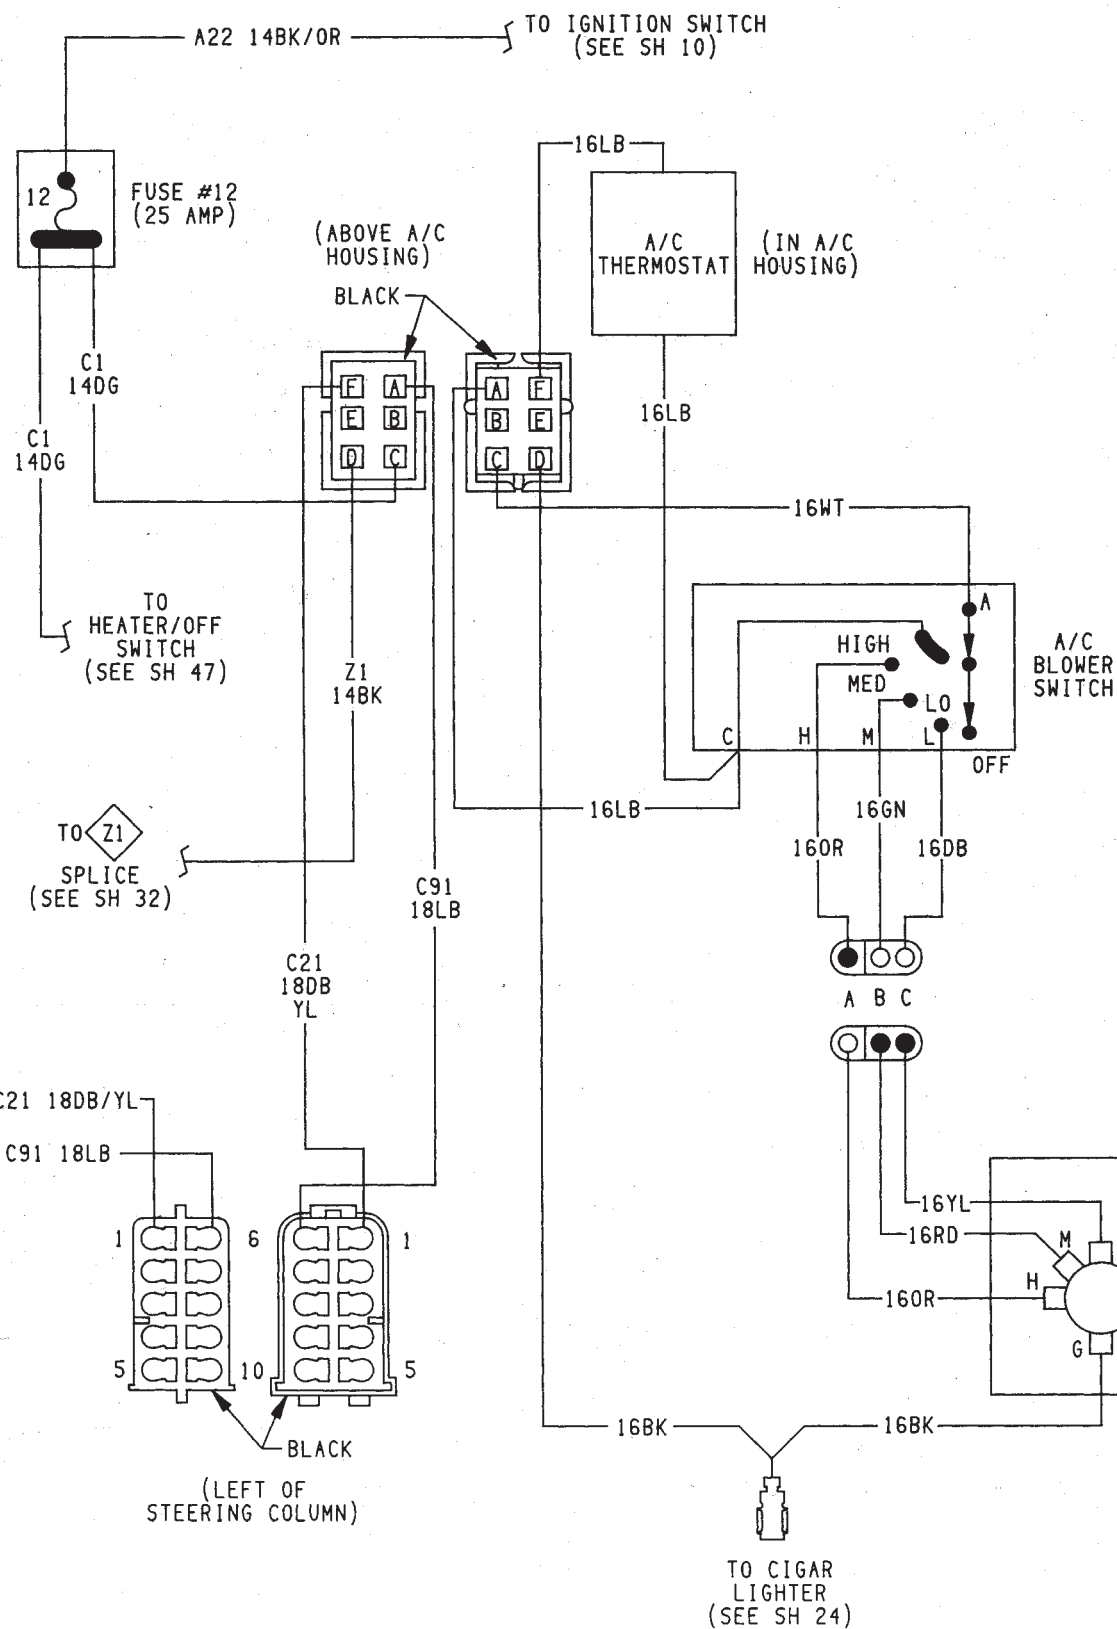 A22 14BK/OR
TO IGNITION SWITCH
(SEE SH 10)
12
FUSE #12
(25 AMP)
16LB
A/C
THERMOSTAT
(IN A/C
HOUSING)
(ABOVE A/C
HOUSING)
BLACK
C1
14DG
C1
14DG
F A
E B
D C
A F
B E
C D
16LB
16WT
TO
HEATER/OFF
SWITCH
(SEE SH 47)
Z1
14BK
A
HIGH
MED
LO
C H M L
OFF
A/C
BLOWER
SWITCH
16LB
16GN
16OR
16DB
TO Z1
SPLICE
(SEE SH 32)
C91
18LB
C21
18DB
YL
A B C
C21 18DB/YL
C91 18LB
1 6 1
5 10 5
BLACK
(LEFT OF
STEERING COLUMN)
16YL
16RD
M
H
16OR
G
16BK
16BK
TO CIGAR
LIGHTER
(SEE SH 24)